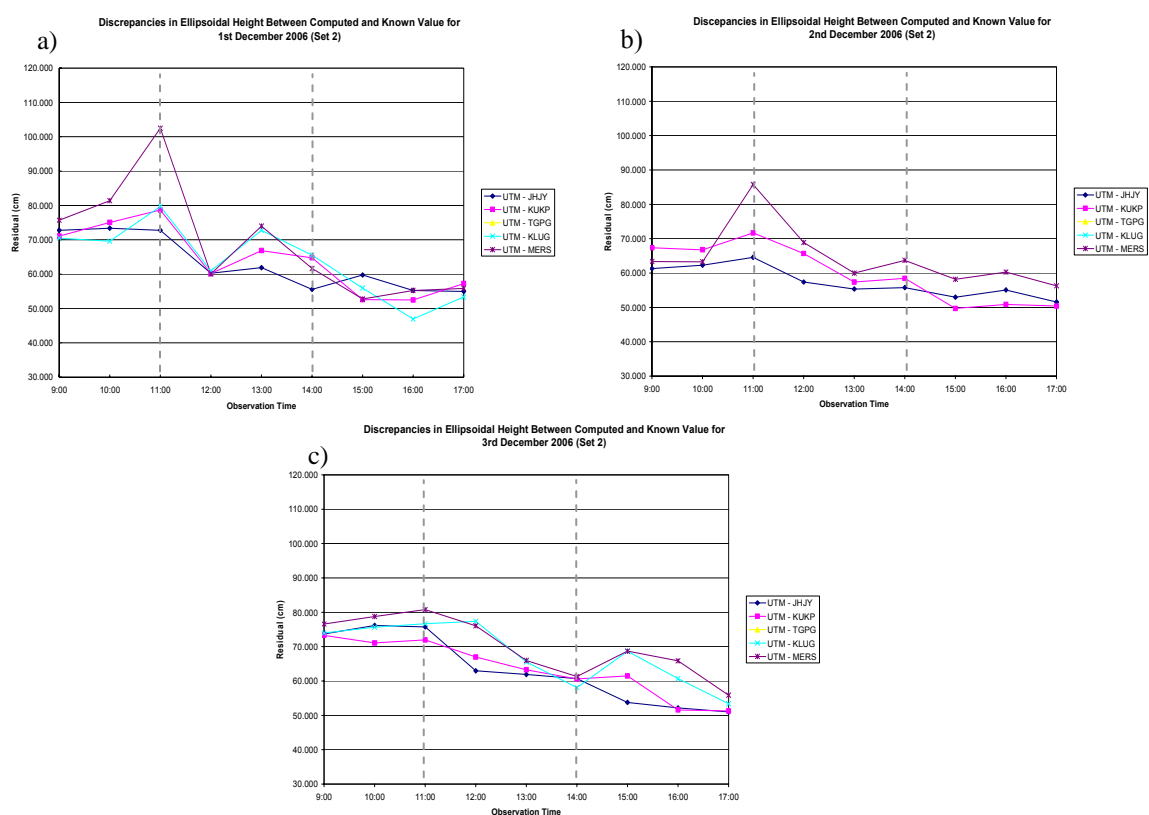 Discrepancies in Ellipsoidal Height Between Computed and Known Value for
1st December 2006 (Set 2)
a)
120.000
110.000
100.000
90.000
80.000
70.000
60.000
50.000
40.000
30.000
Residual (cm)
9:00 10:00 11:00 12:00 13:00 14:00 15:00 16:00 17:00
Observation Time
UTM - JHJY
UTM - KUKP
UTM - TGPG
UTM - KLUG
UTM - MERS
Discrepancies in Ellipsoidal Height Between Computed and Known Value for
2nd December 2006 (Set 2)
b)
120.000
110.000
100.000
90.000
80.000
70.000
60.000
50.000
40.000
30.000
Residual (cm)
9:00 10:00 11:00 12:00 13:00 14:00 15:00 16:00 17:00
Observation Time
UTM - JHJY
UTM - KUKP
UTM - TGPG
UTM - KLUG
UTM - MERS
Discrepancies in Ellipsoidal Height Between Computed and Known Value for
3rd December 2006 (Set 2)
c)
120.000
110.000
100.000
90.000
80.000
70.000
60.000
50.000
40.000
30.000
Residual (cm)
9:00 10:00 11:00 12:00 13:00 14:00 15:00 16:00 17:00
Observation Time
UTM - JHJY
UTM - KUKP
UTM - TGPG
UTM - KLUG
UTM - MERS